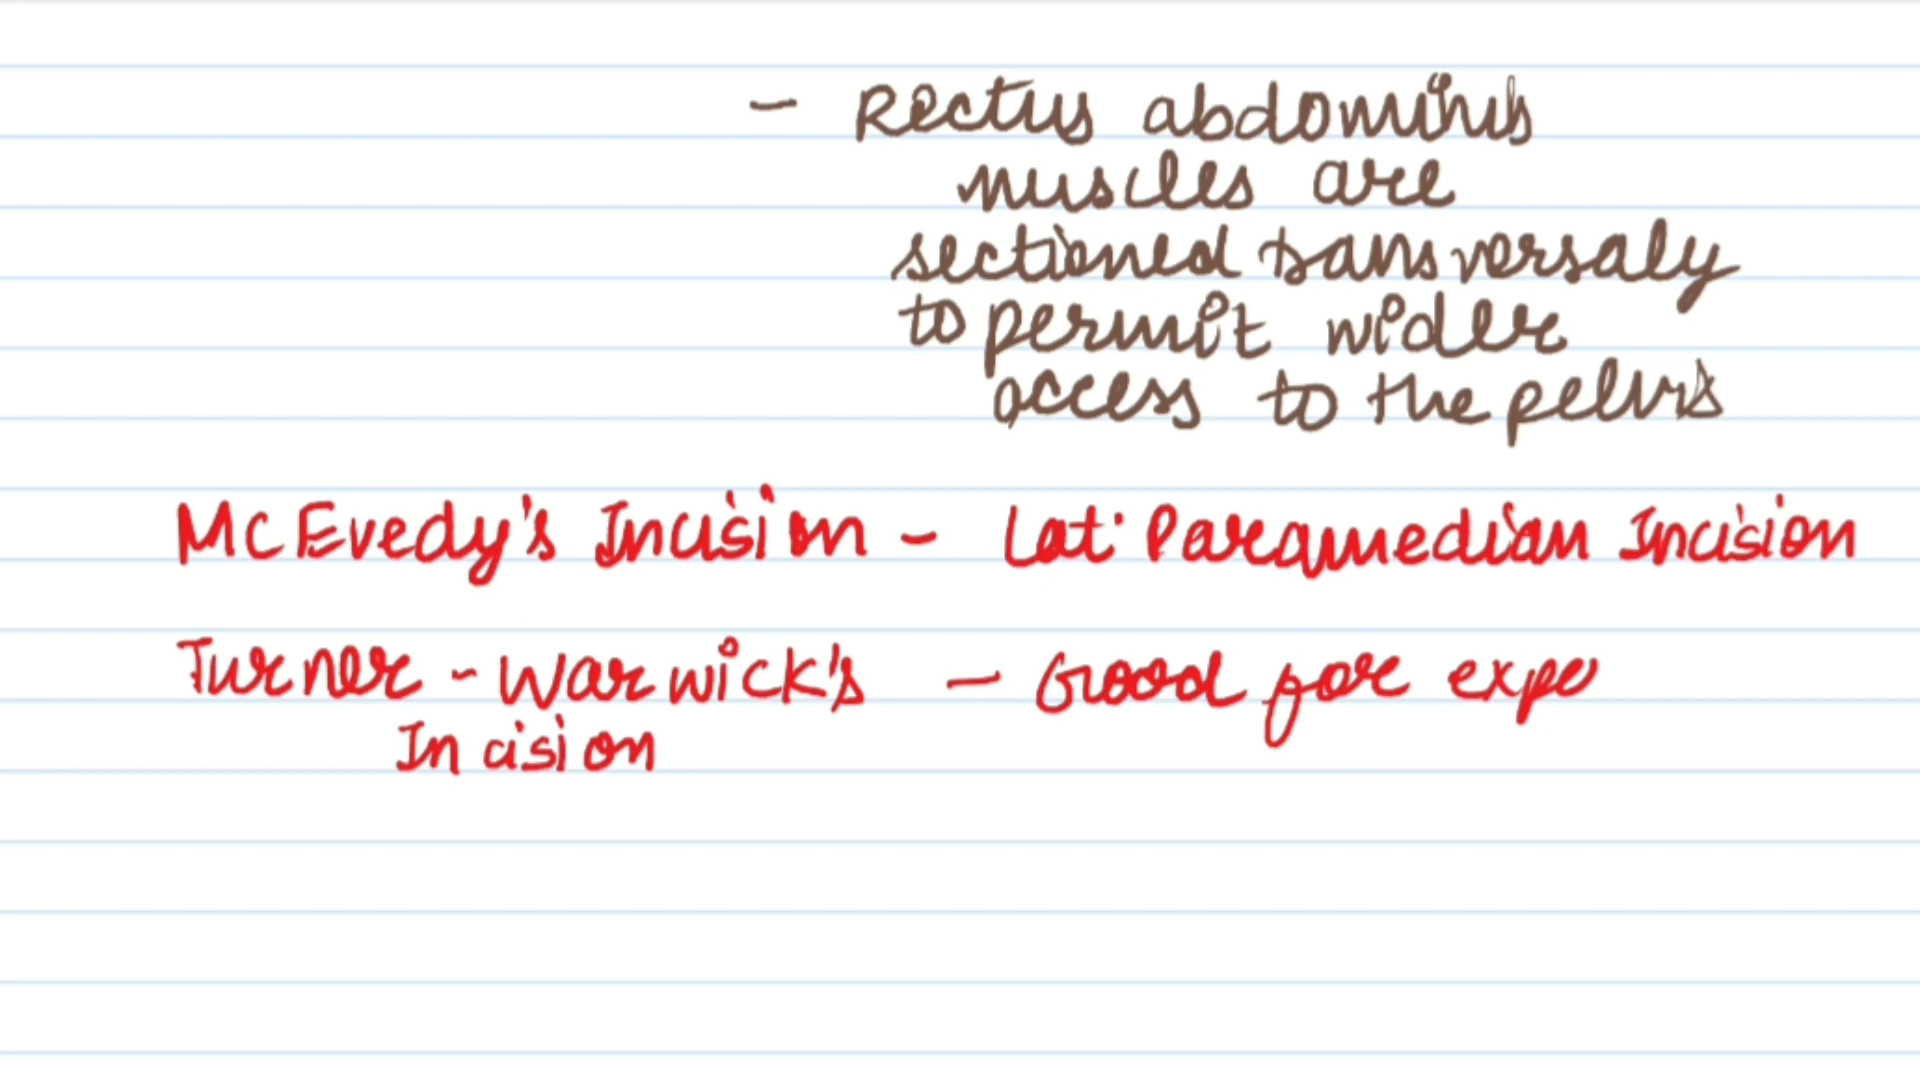 - Rectus abdominis
muscles are
sectioned transversaly
to permit wider
access to the pelvis
McEvedy's Incision - Lat. Paramedian Incision
Turner-Warwick's - Good for expo
Incision